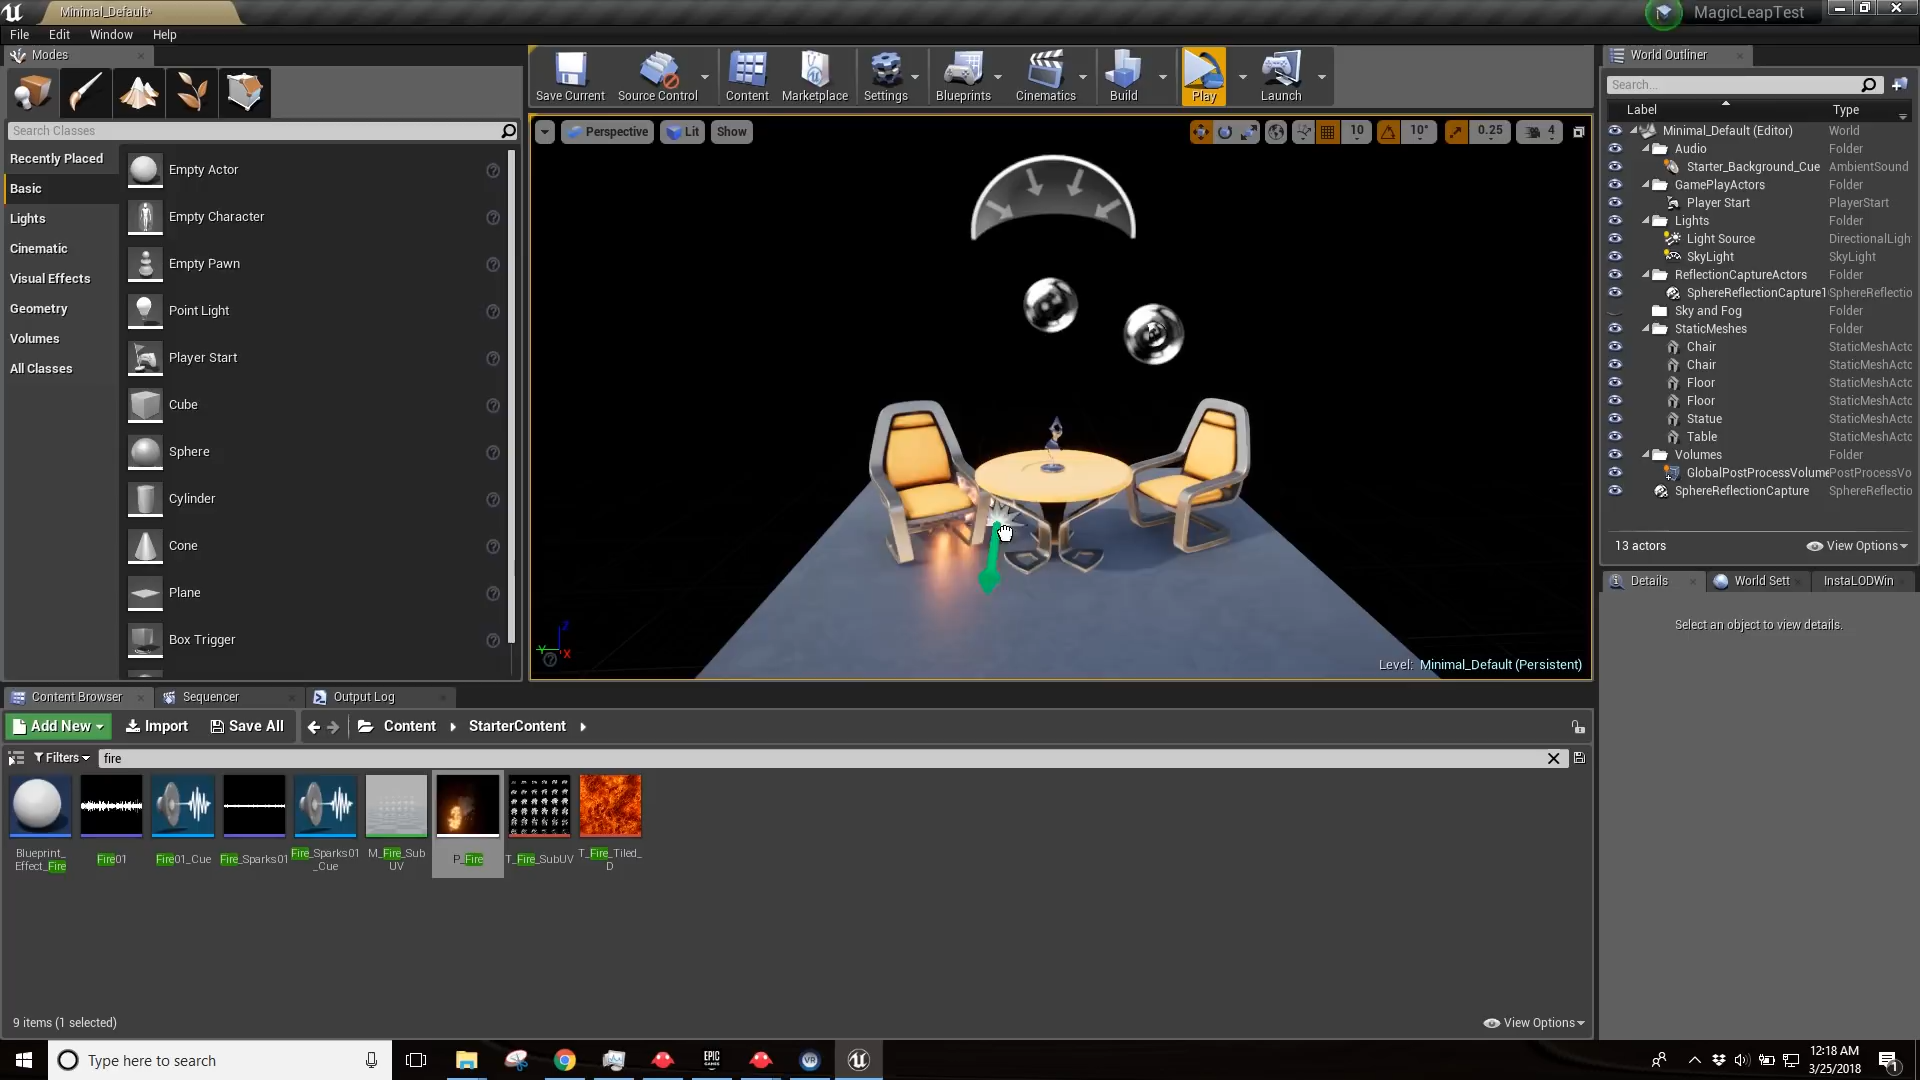 Minimal_Default*
MagicLeapTest
File Edit Window Help
Modes
Search Classes
Recently Placed
Basic
Lights
Cinematic
Visual Effects
Geometry
Volumes
All Classes
Empty Actor
Empty Character
Empty Pawn
Point Light
Player Start
Cube
Sphere
Cylinder
Cone
Plane
Box Trigger
Save Current Source Control Content Marketplace Settings Blueprints Cinematics Build Play Launch
Perspective Lit Show 10 10° 0.25 4
Level: Minimal_Default (Persistent)
Z
Y
X
World Outliner
Search...
Label Type
Minimal_Default (Editor) World
Audio Folder
Starter_Background_Cue AmbientSound
GamePlayActors Folder
Player Start PlayerStart
Lights Folder
Light Source DirectionalLigh
SkyLight SkyLight
ReflectionCaptureActors Folder
SphereReflectionCapture1 SphereReflectio
Sky and Fog Folder
StaticMeshes Folder
Chair StaticMeshActo
Chair StaticMeshActo
Floor StaticMeshActo
Floor StaticMeshActo
Statue StaticMeshActo
Table StaticMeshActo
Volumes Folder
GlobalPostProcessVolume PostProcessVo
SphereReflectionCapture SphereReflectio
13 actors View Options
Details World Sett InstaLODWin
Select an object to view details.
Content Browser Sequencer Output Log
Add New Import Save All Content StarterContent
Filters fire
Blueprint_
Effect_Fire
Fire01
Fire01_Cue
Fire_Sparks01
Fire_Sparks01
_Cue
M_Fire_Sub
UV
P_Fire
T_Fire_SubUV
T_Fire_Tiled_
D
9 items (1 selected) View Options
Type here to search
EPIC
GAMES
VR
12:18 AM
3/25/2018
1